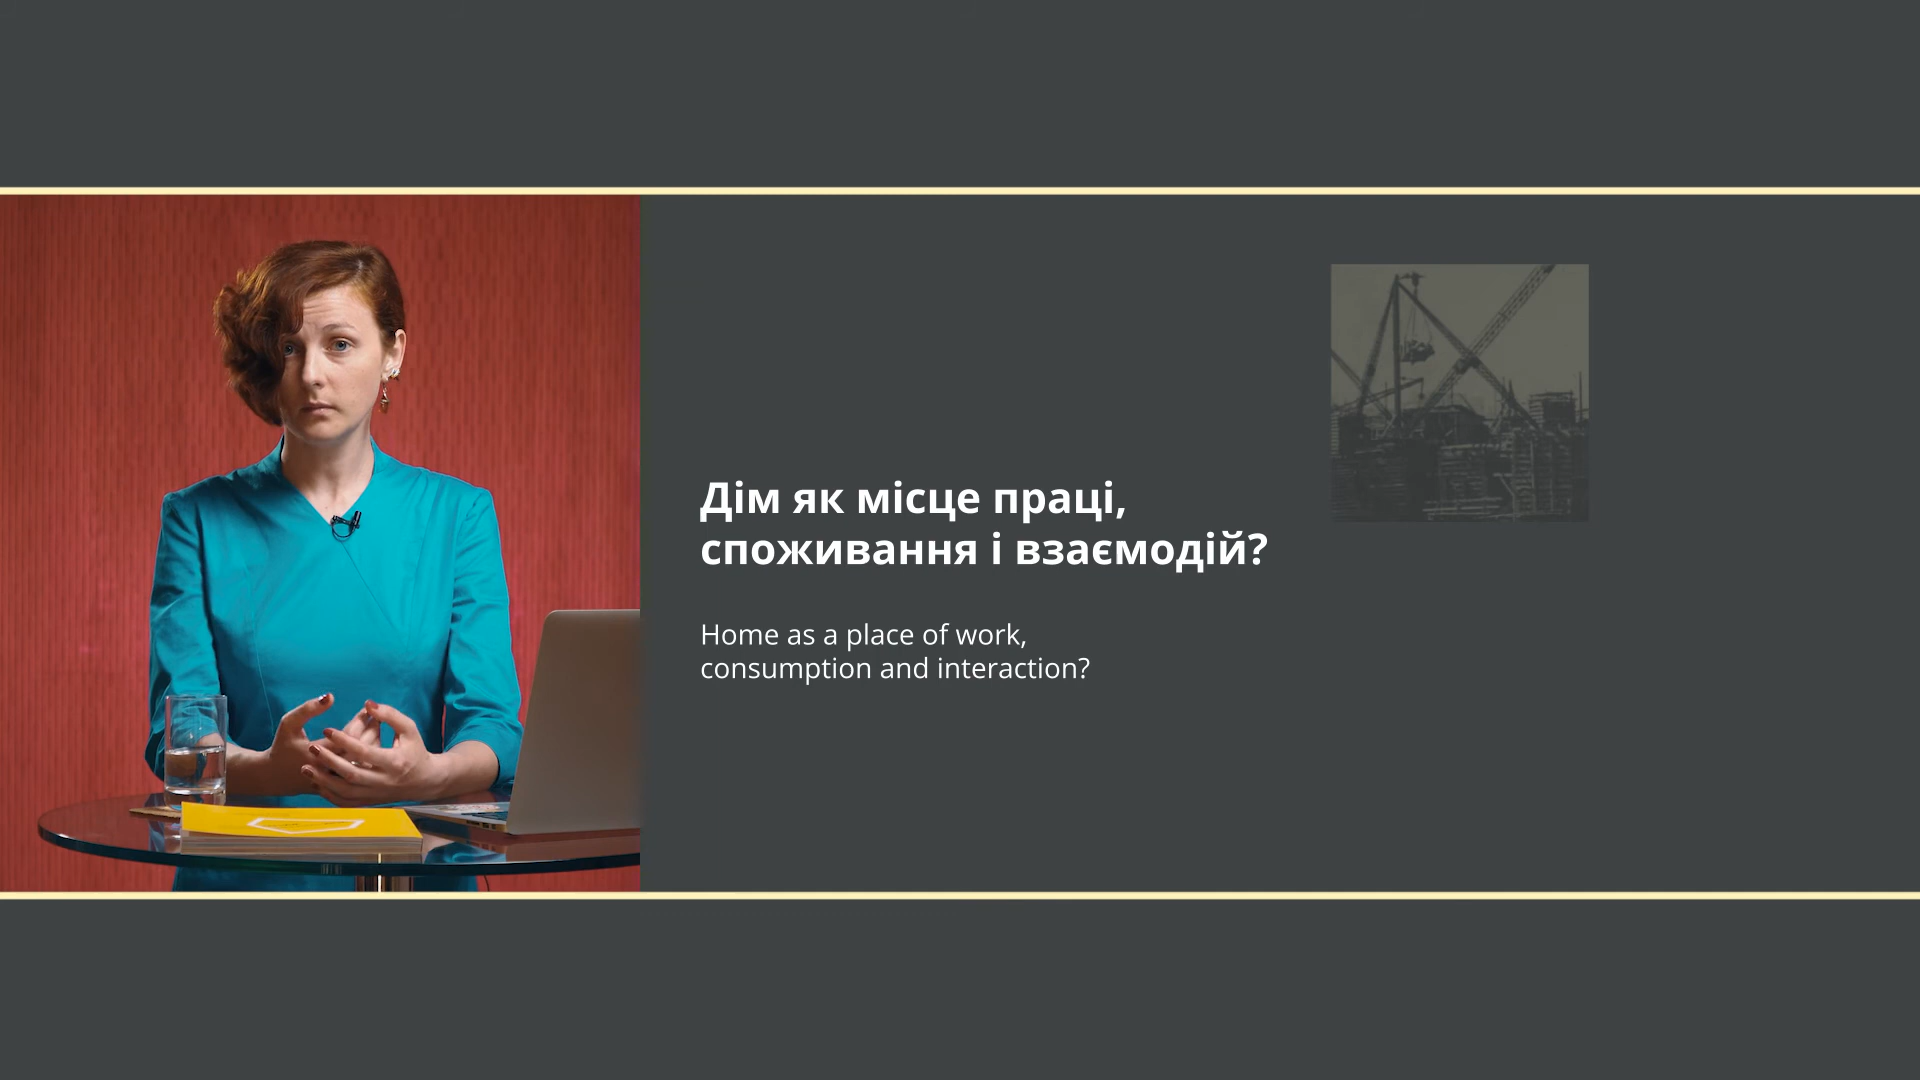 Дім як місце праці,
споживання і взаємодій?
Home as a place of work,
consumption and interaction?